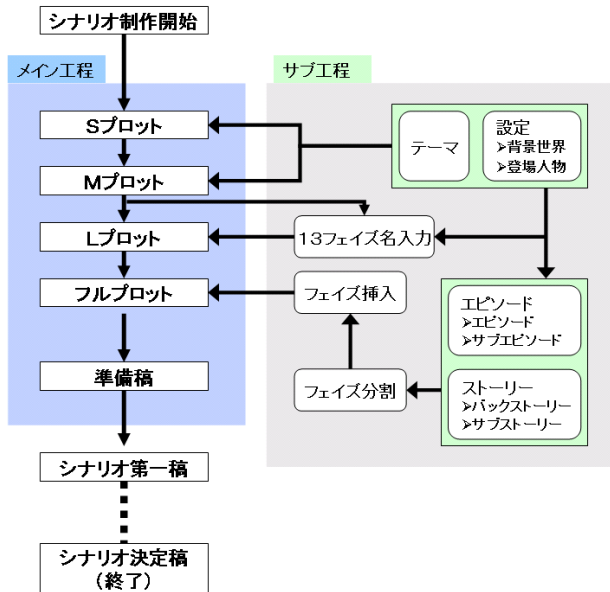 シナリオ制作開始
メイン工程
サブ工程
Sプロット
Mプロット
Lプロット
フルプロット
準備稿
シナリオ第一稿
シナリオ決定稿
(終了)
テーマ
設定
➢背景世界
➢登場人物
13フェイズ名入力
フェイズ挿入
フェイズ分割
エピソード
➢エピソード
➢サブエピソード
ストーリー
➢バックストーリー
➢サブストーリー